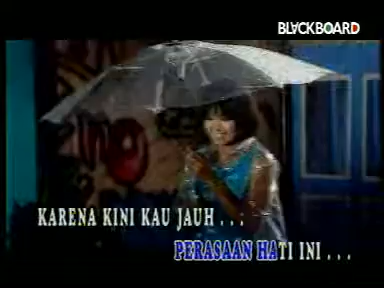 BLACKBOARD
KARENA KINI KAU JAUH . . .
PERASAAN HATI INI . . .